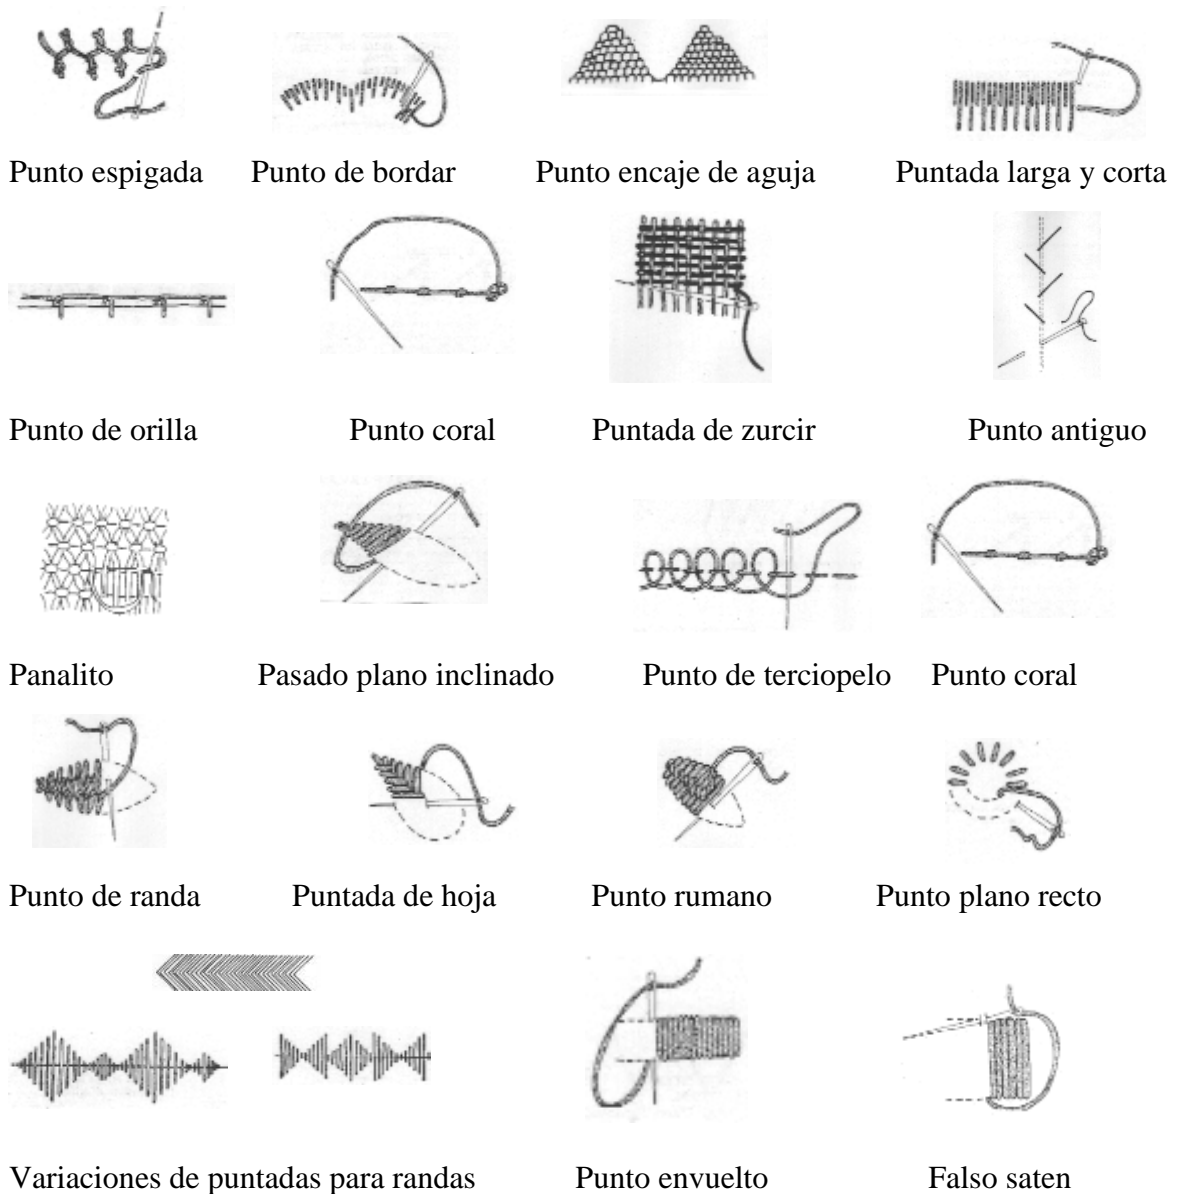 Punto espigada Punto de bordar Punto encaje de aguja Puntada larga y corta
Punto de orilla Punto coral Puntada de zurcir Punto antiguo
Panalito Pasado plano inclinado Punto de terciopelo Punto coral
Punto de randa Puntada de hoja Punto rumano Punto plano recto
Variaciones de puntadas para randas Punto envuelto Falso saten